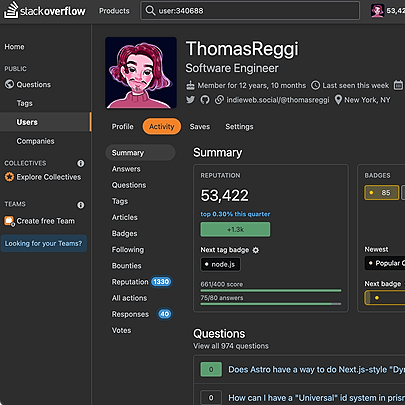 stackoverflow
Products
user:340688
53,42
Home
PUBLIC
Questions
Tags
Users
Companies
COLLECTIVES
Explore Collectives
TEAMS
Create free Team
Looking for your Teams?
ThomasReggi
Software Engineer
Member for 12 years, 10 months
Last seen this week
indieweb.social/@thomasreggi
New York, NY
Profile
Activity
Saves
Settings
Summary
Answers
Questions
Tags
Articles
Badges
Following
Bounties
Reputation 1330
All actions
Responses 40
Votes
Summary
REPUTATION
53,422
top 0.30% this quarter
+1.3k
Next tag badge
node.js
661/400 score
75/80 answers
BADGES
85
Newest
Popular Q
Next badge
Questions
View all 974 questions
0
Does Astro have a way to do Next.js-style "Dy
0
How can I have a "Universal" id system in prism